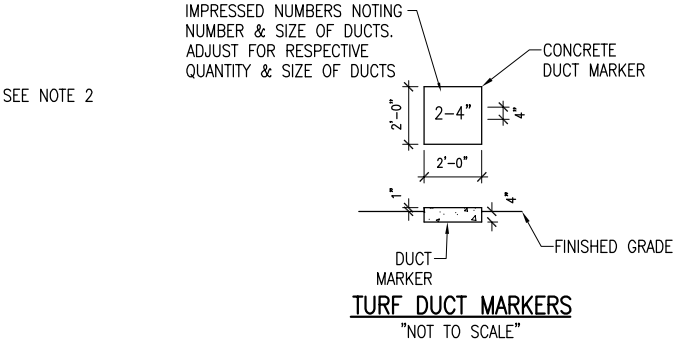 IMPRESSED NUMBERS NOTING
NUMBER & SIZE OF DUCTS.
ADJUST FOR RESPECTIVE
QUANTITY & SIZE OF DUCTS
CONCRETE
DUCT MARKER
SEE NOTE 2
2'-0"
2-4"
4"
2'-0"
1"
4"
FINISHED GRADE
DUCT
MARKER
TURF DUCT MARKERS
"NOT TO SCALE"